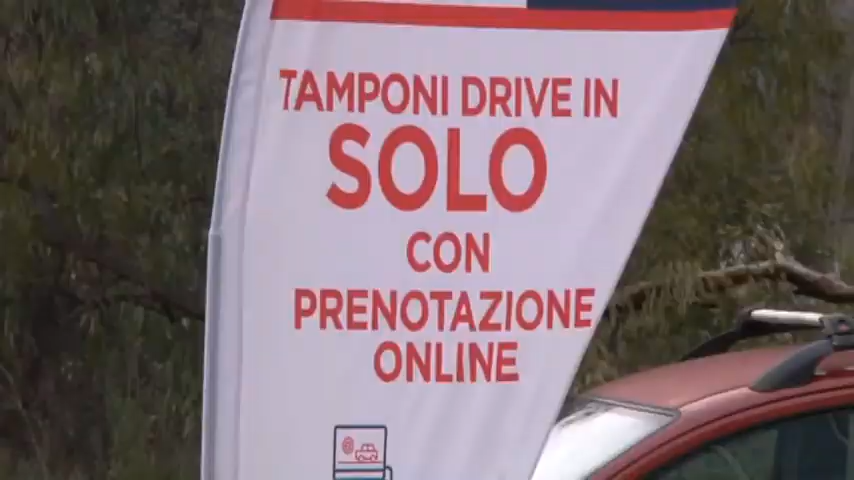 TAMPONI DRIVE IN
SOLO
CON
PRENOTAZIONE
ONLINE